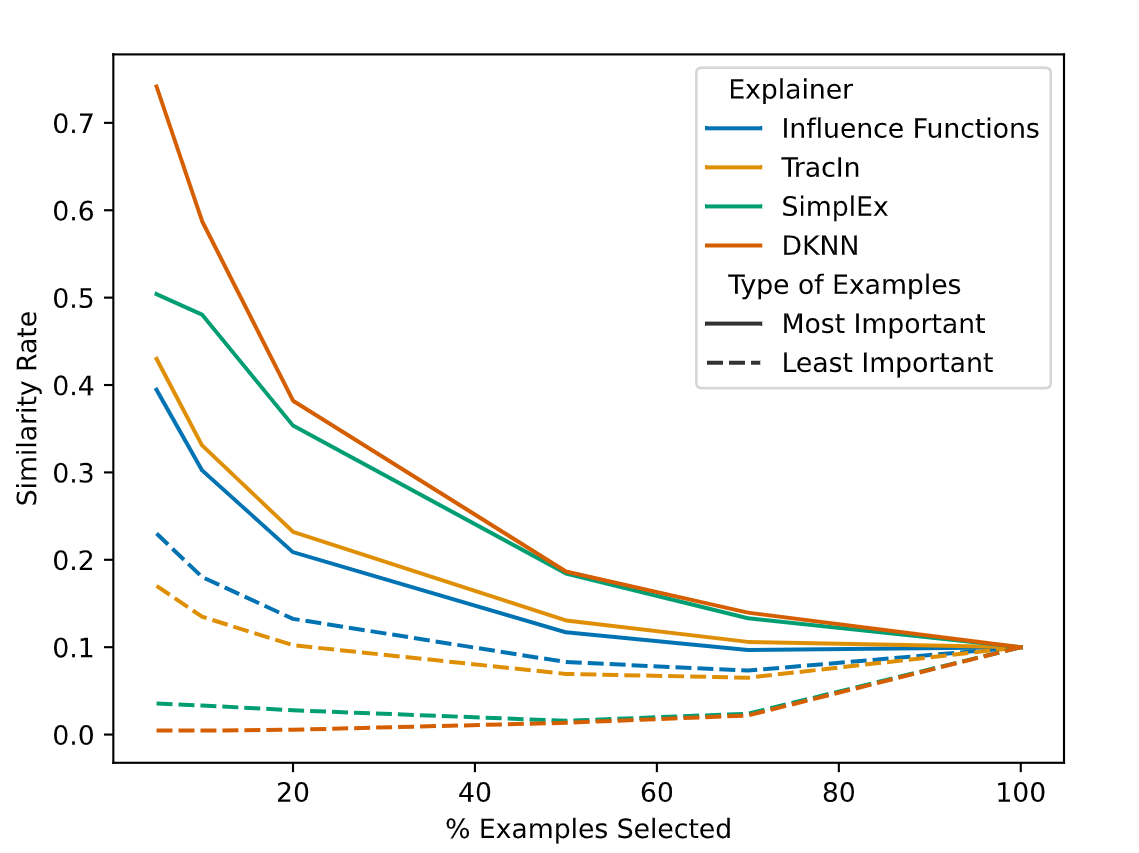 Explainer
Influence Functions
TracIn
SimplEx
DKNN
Type of Examples
Most Important
Least Important
Similarity Rate
0.7
0.6
0.5
0.4
0.3
0.2
0.1
0.0
20 40 60 80 100
% Examples Selected